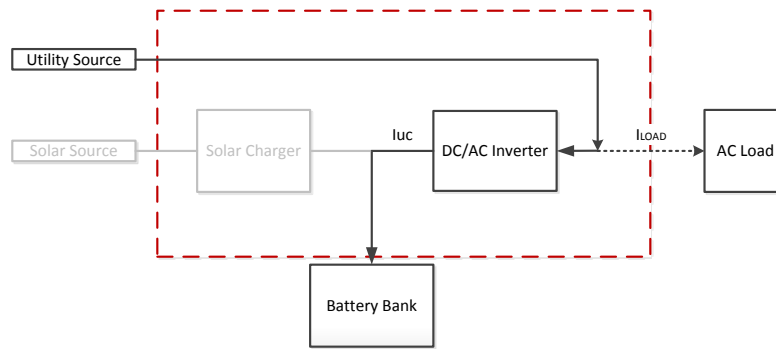 Utility Source
Iuc
ILOAD
Solar Source
Solar Charger
DC/AC Inverter
AC Load
Battery Bank